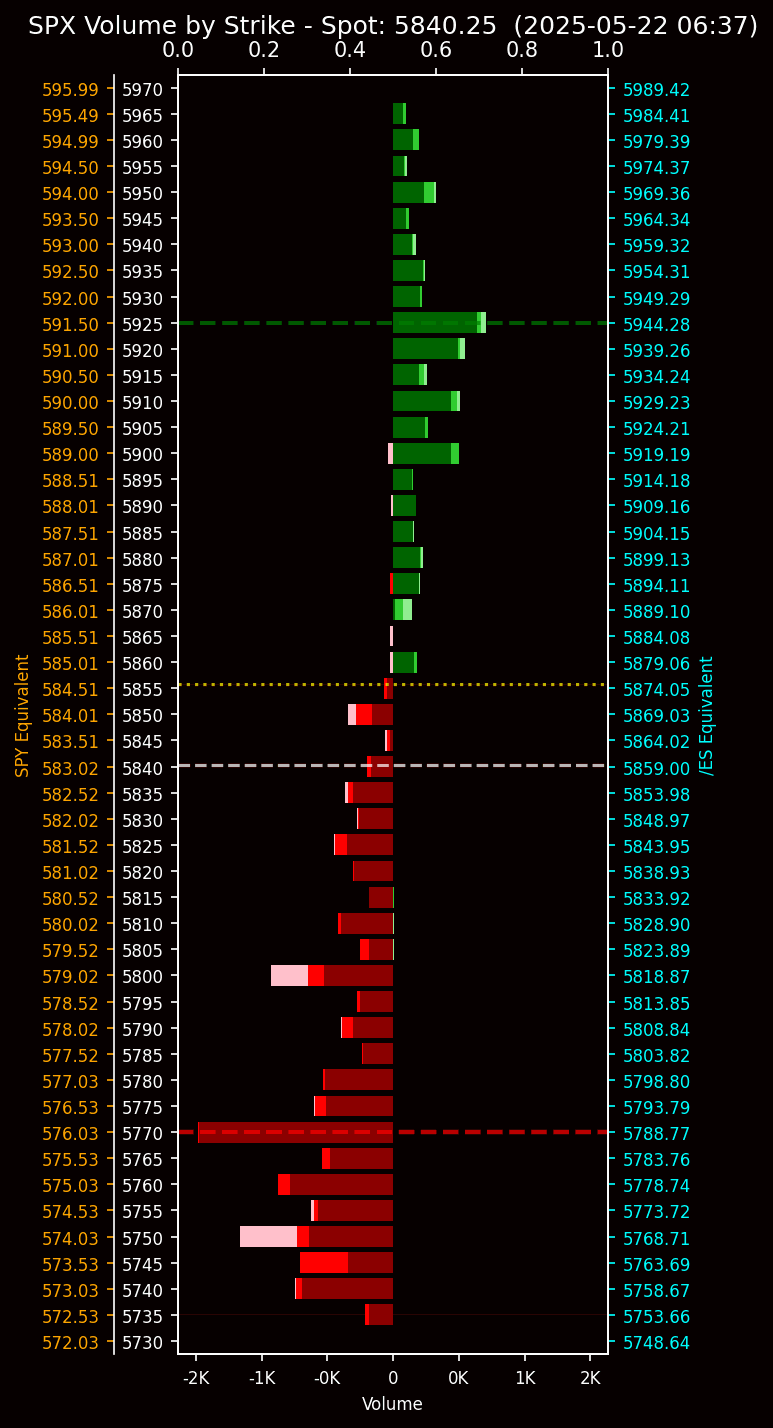 SPX Volume by Strike - Spot: 5840.25 (2025-05-22 06:37)
0.0 0.2 0.4 0.6 0.8 1.0
595.99 5970 5989.42
595.49 5965 5984.41
594.99 5960 5979.39
594.50 5955 5974.37
594.00 5950 5969.36
593.50 5945 5964.34
593.00 5940 5959.32
592.50 5935 5954.31
592.00 5930 5949.29
591.50 5925 5944.28
591.00 5920 5939.26
590.50 5915 5934.24
590.00 5910 5929.23
589.50 5905 5924.21
589.00 5900 5919.19
588.51 5895 5914.18
588.01 5890 5909.16
587.51 5885 5904.15
587.01 5880 5899.13
586.51 5875 5894.11
586.01 5870 5889.10
585.51 5865 5884.08
585.01 5860 5879.06
584.51 5855 5874.05
584.01 5850 5869.03
583.51 5845 5864.02
583.02 5840 5859.00
582.52 5835 5853.98
582.02 5830 5848.97
581.52 5825 5843.95
581.02 5820 5838.93
580.52 5815 5833.92
580.02 5810 5828.90
579.52 5805 5823.89
579.02 5800 5818.87
578.52 5795 5813.85
578.02 5790 5808.84
577.52 5785 5803.82
577.03 5780 5798.80
576.53 5775 5793.79
576.03 5770 5788.77
575.53 5765 5783.76
575.03 5760 5778.74
574.53 5755 5773.72
574.03 5750 5768.71
573.53 5745 5763.69
573.03 5740 5758.67
572.53 5735 5753.66
572.03 5730 5748.64
SPY Equivalent
/ES Equivalent
-2K -1K -0K 0 0K 1K 2K
Volume